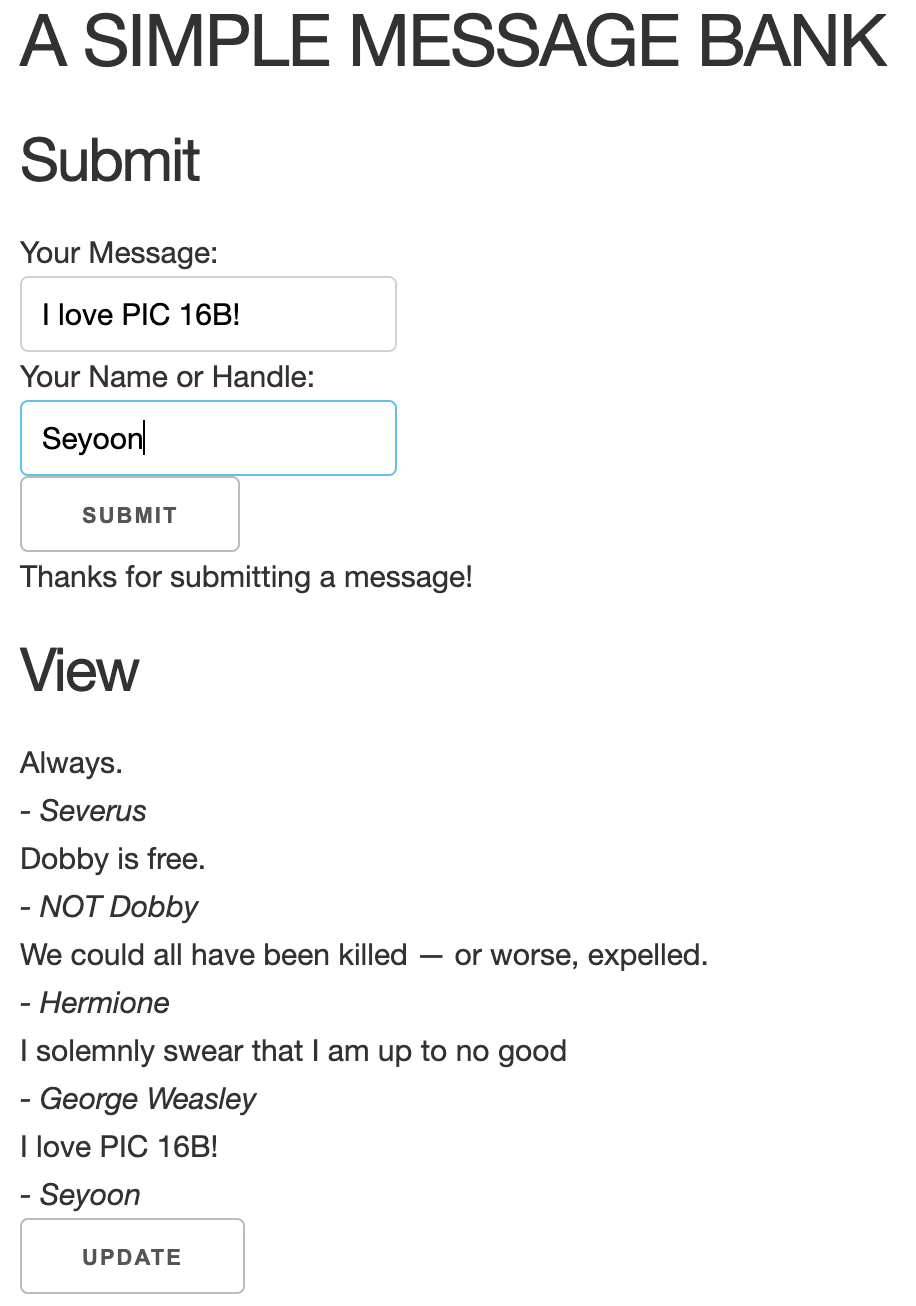 A SIMPLE MESSAGE BANK
Submit
Your Message:
I love PIC 16B!
Your Name or Handle:
Seyoon
SUBMIT
Thanks for submitting a message!
View
Always.
- Severus
Dobby is free.
- NOT Dobby
We could all have been killed — or worse, expelled.
- Hermione
I solemnly swear that I am up to no good
- George Weasley
I love PIC 16B!
- Seyoon
UPDATE